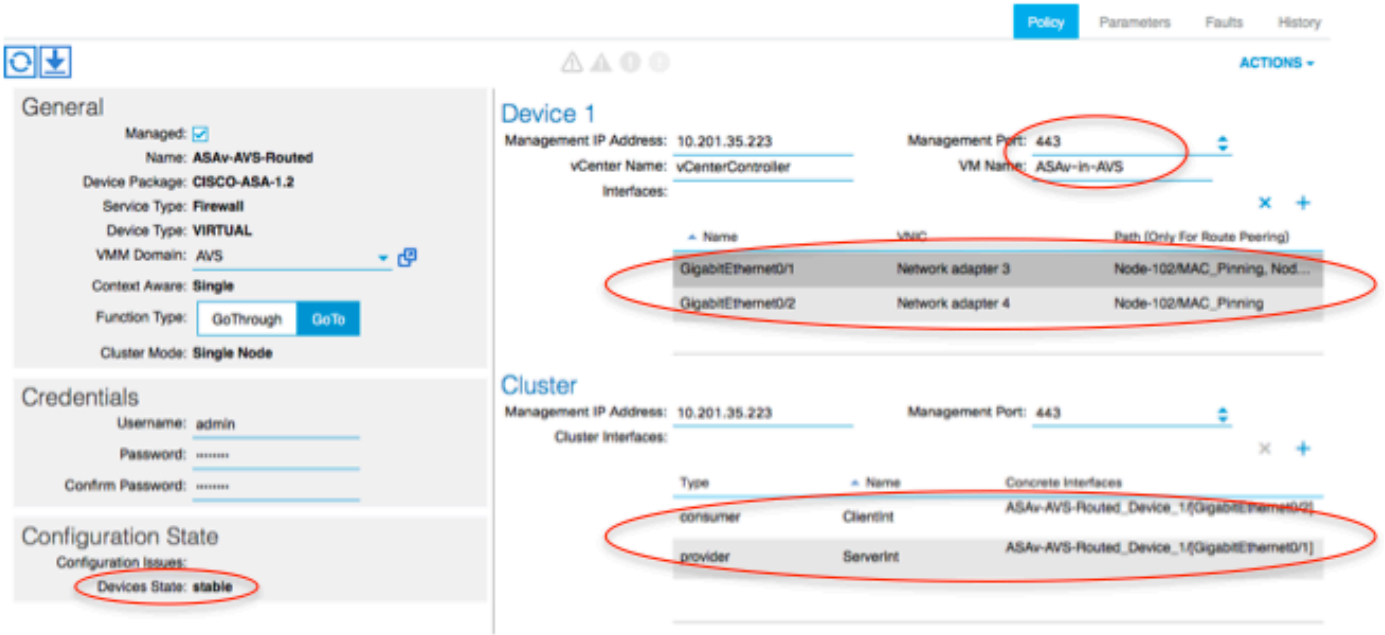 Policy Parameters Faults History
ACTIONS
General
Managed:
Name: ASAv-AVS-Routed
Device Package: CISCO-ASA-1.2
Service Type: Firewall
Device Type: VIRTUAL
VMM Domain: AVS
Context Aware: Single
Function Type: GoThrough GoTo
Cluster Mode: Single Node
Credentials
Username: admin
Password: ········
Confirm Password: ········
Configuration State
Configuration Issues:
Devices State: stable
Device 1
Management IP Address: 10.201.35.223 Management Port: 443
vCenter Name: vCenterController VM Name: ASAv-in-AVS
Interfaces:
Name VNIC Path (Only For Route Peering)
GigabitEthernet0/1 Network adapter 3 Node-102/MAC_Pinning, Nod...
GigabitEthernet0/2 Network adapter 4 Node-102/MAC_Pinning
Cluster
Management IP Address: 10.201.35.223 Management Port: 443
Cluster Interfaces:
Type Name Concrete Interfaces
consumer ClientInt ASAv-AVS-Routed_Device_1/[GigabitEthernet0/2]
provider ServerInt ASAv-AVS-Routed_Device_1/[GigabitEthernet0/1]